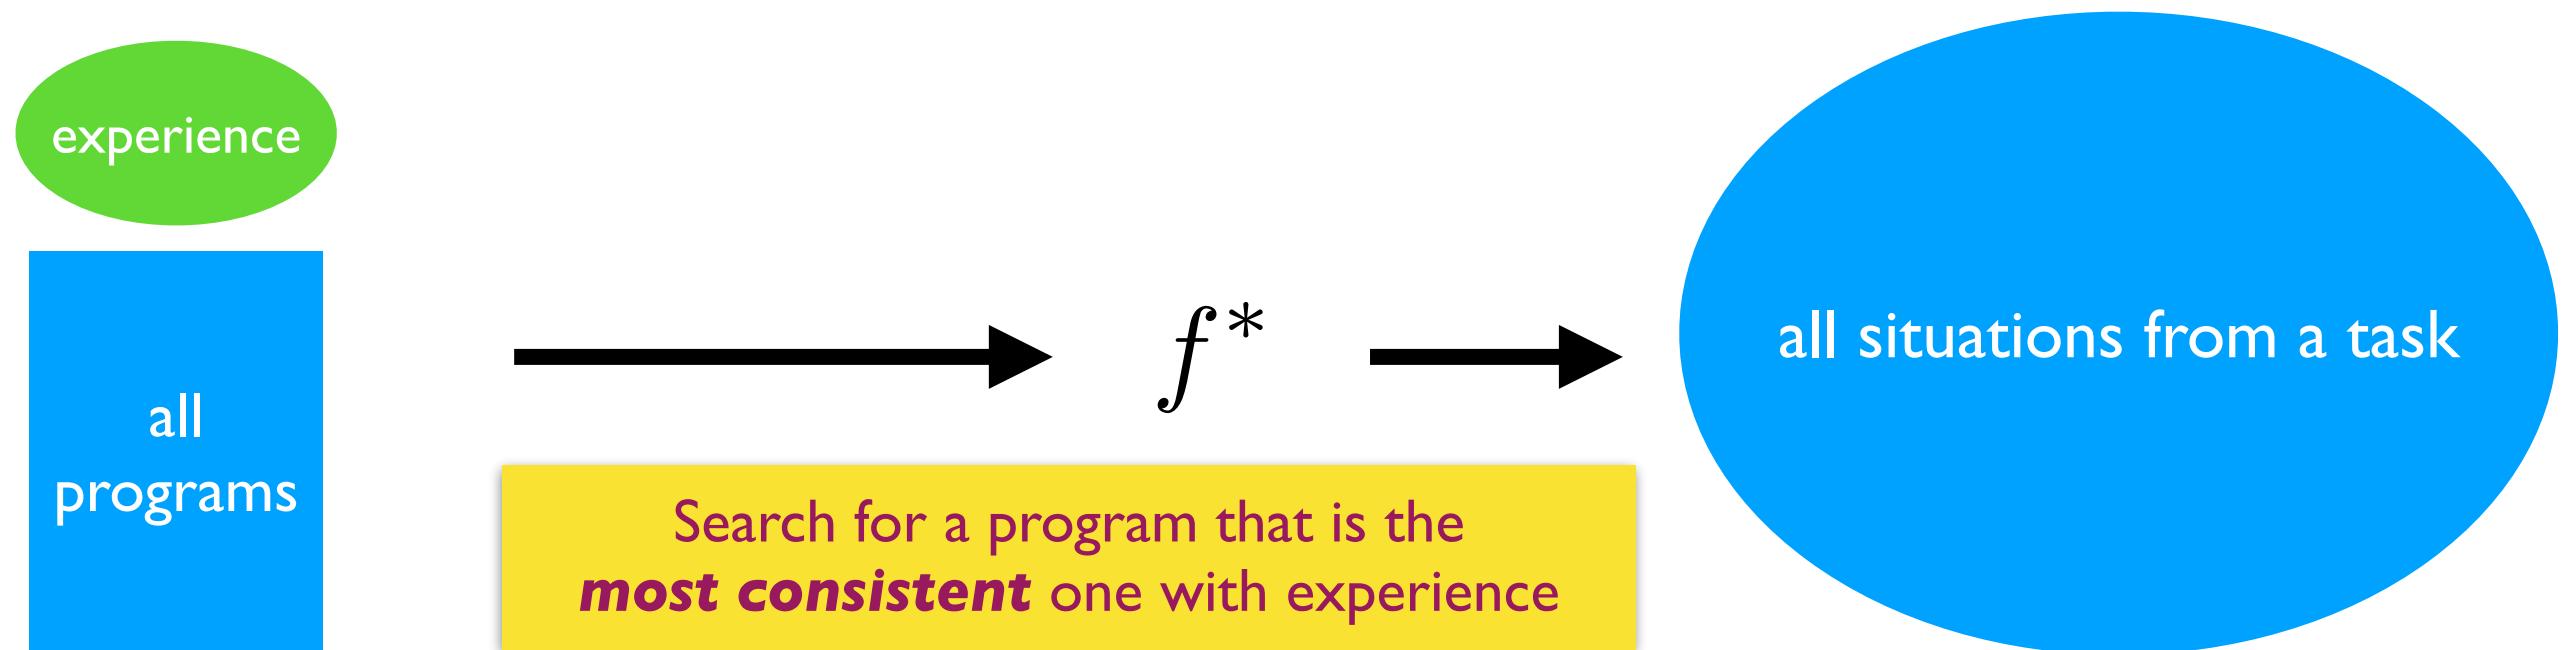 experience
all
programs
f*
all situations from a task
Search for a program that is the
most consistent one with experience